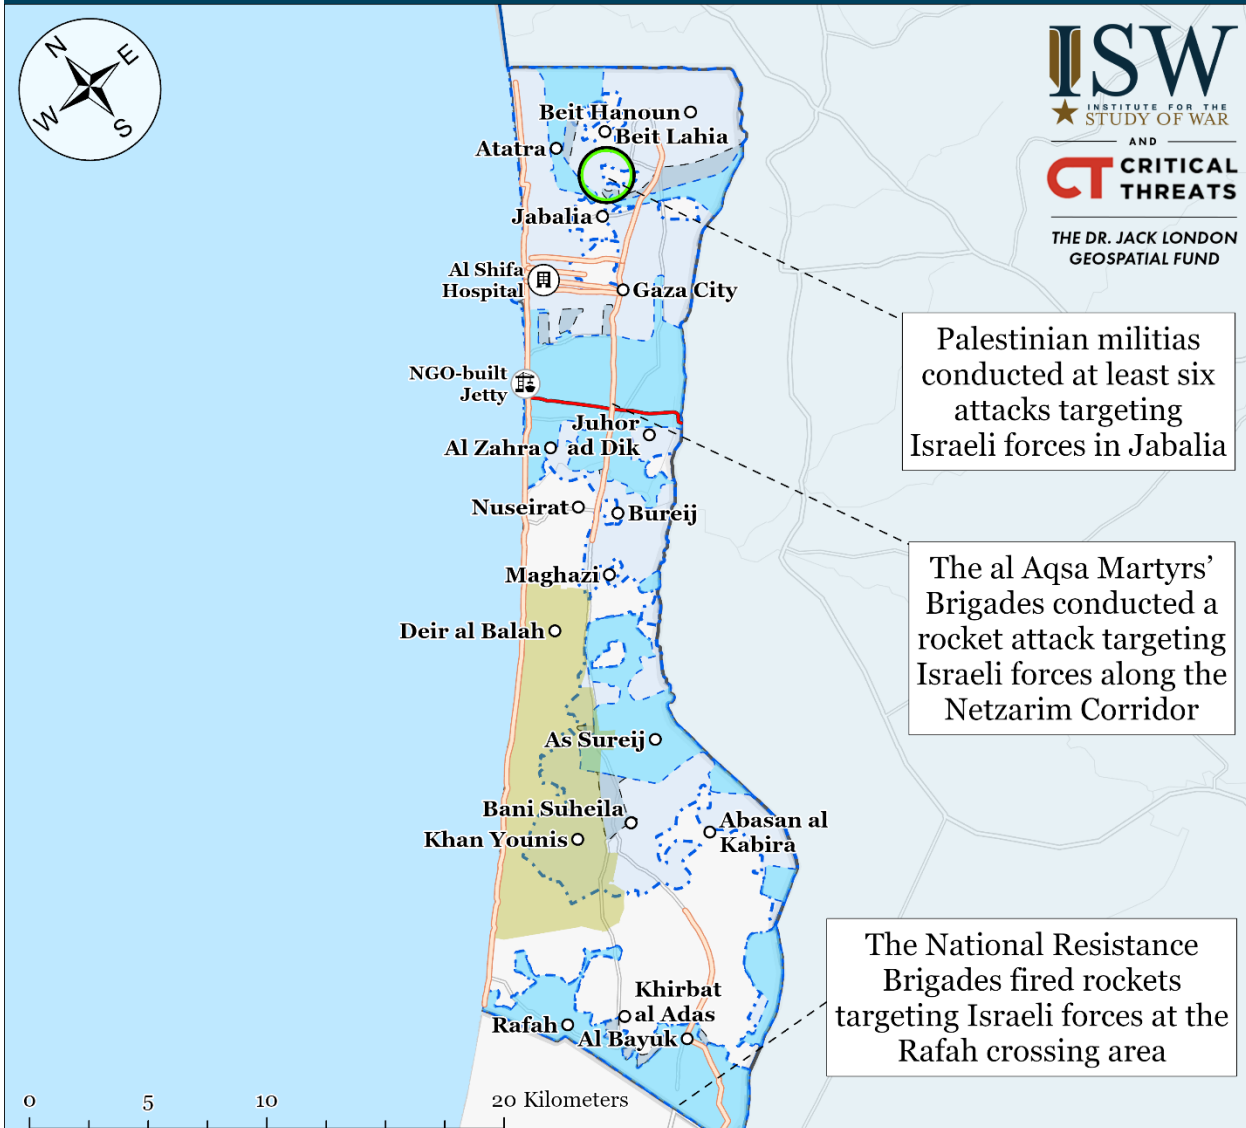 N
E
W
S
ISW
INSTITUTE FOR THE
STUDY OF WAR
AND
CT CRITICAL
THREATS
THE DR. JACK LONDON
GEOSPATIAL FUND
Beit Hanoun
Beit Lahia
Atatra
Jabalia
Al Shifa
Hospital
Gaza City
NGO-built
Jetty
Juhor
ad Dik
Al Zahra
Nuseirat
Bureij
Maghazi
Deir al Balah
As Sureij
Bani Suheila
Khan Younis
Abasan al
Kabira
Khirbat
al Adas
Rafah
Al Bayuk
Palestinian militias
conducted at least six
attacks targeting
Israeli forces in Jabalia
The al Aqsa Martyrs’
Brigades conducted a
rocket attack targeting
Israeli forces along the
Netzarim Corridor
The National Resistance
Brigades fired rockets
targeting Israeli forces at the
Rafah crossing area
0 5 10 20 Kilometers